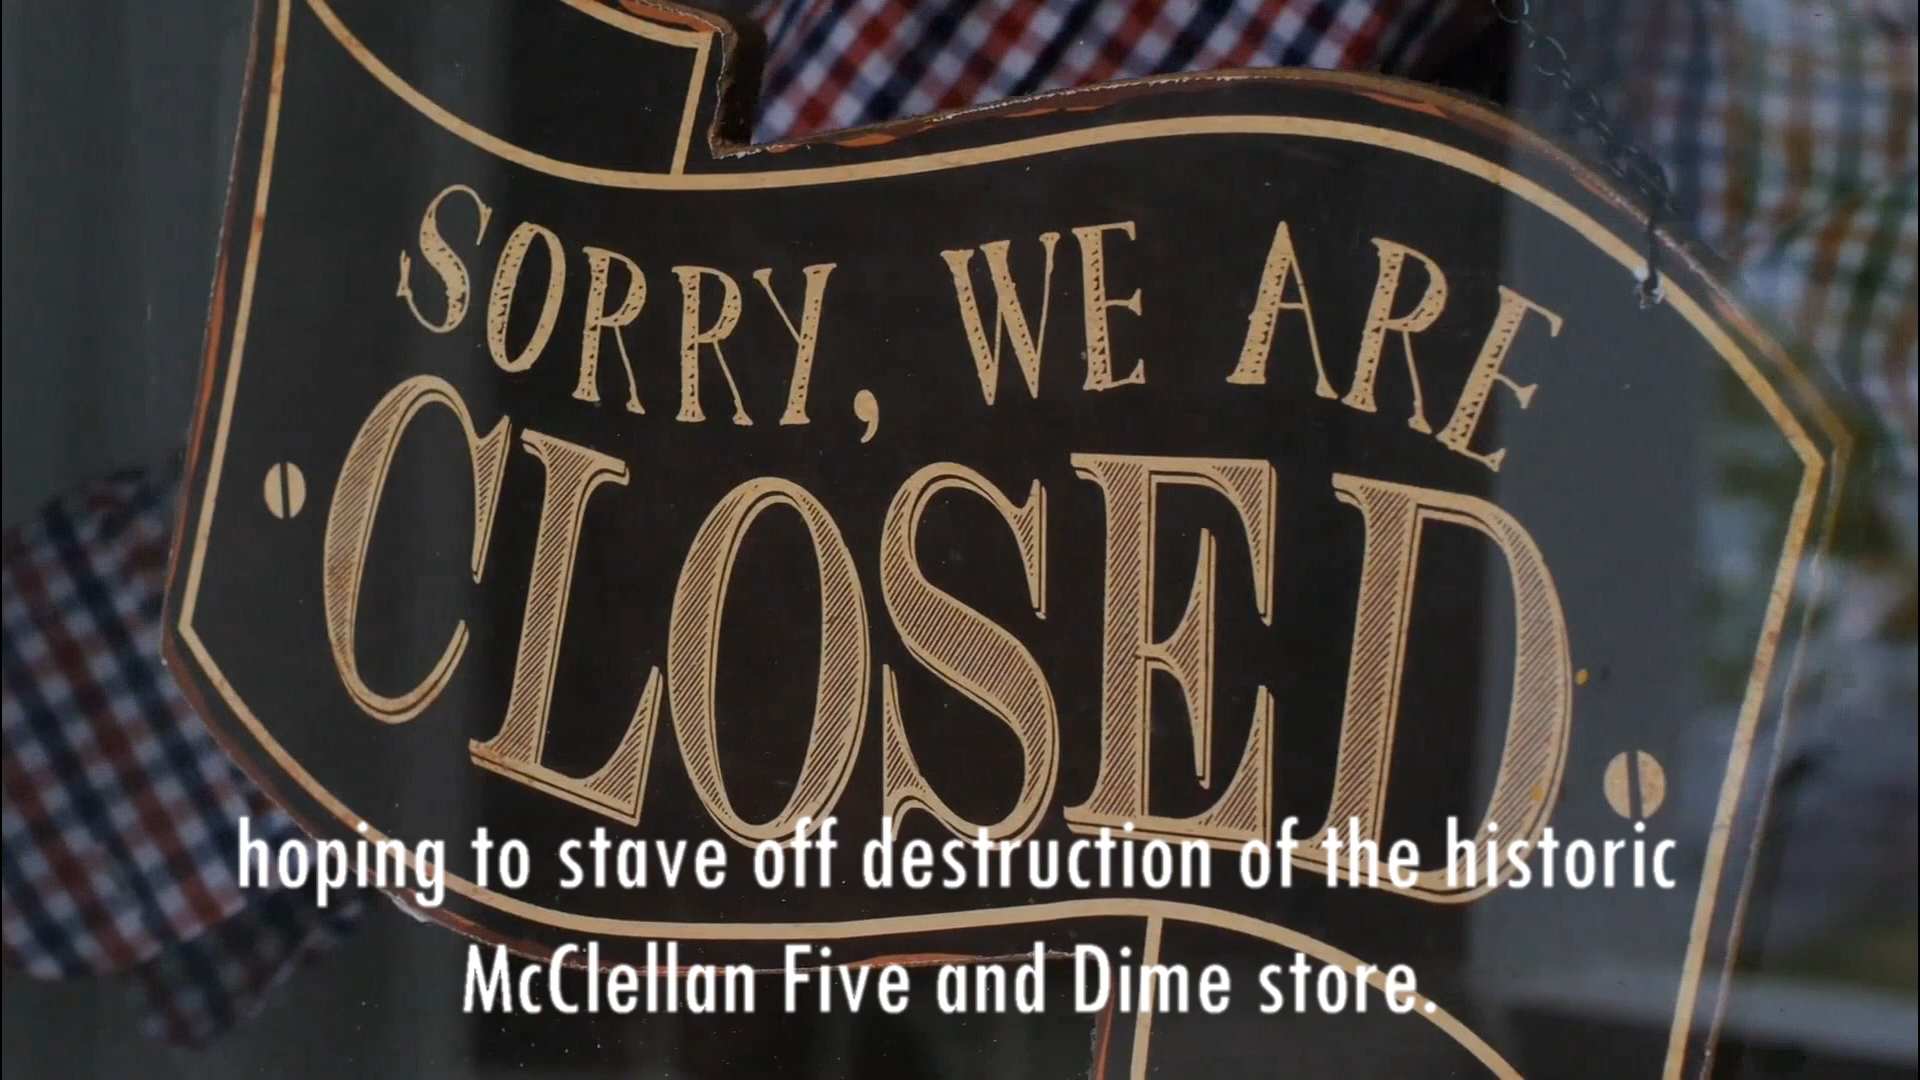 SORRY, WE ARE
CLOSED
hoping to stave off destruction of the historic
McClellan Five and Dime store.